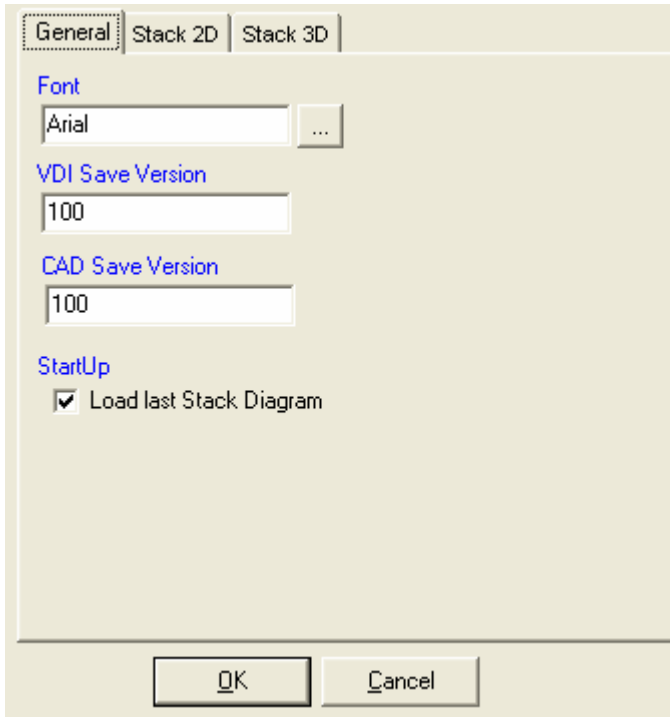 General Stack 2D Stack 3D
Font
Arial ...
VDI Save Version
100
CAD Save Version
100
StartUp
Load last Stack Diagram
OK Cancel